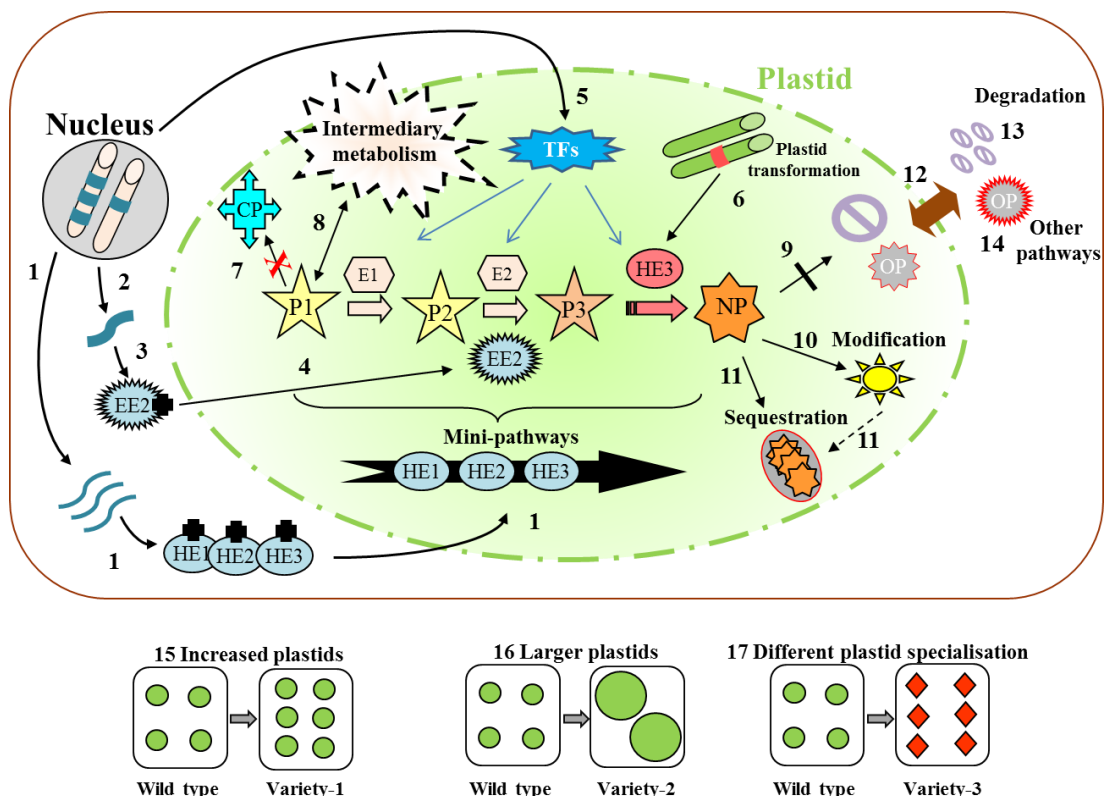 Nucleus
Plastid
Intermediary
metabolism
5
TFs
Plastid
transformation
6
Degradation
13
12
OP
14
Other
pathways
CP
7
8
1
2
3
E1
E2
HE3
9
OP
P1
P2
P3
NP
10
Modification
4
EE2
11
EE2
Sequestration
11
Mini-pathways
HE1
HE2
HE3
1
1
HE1
HE2
HE3
15 Increased plastids
16 Larger plastids
17 Different plastid specialisation
Wild type
Variety-1
Wild type
Variety-2
Wild type
Variety-3